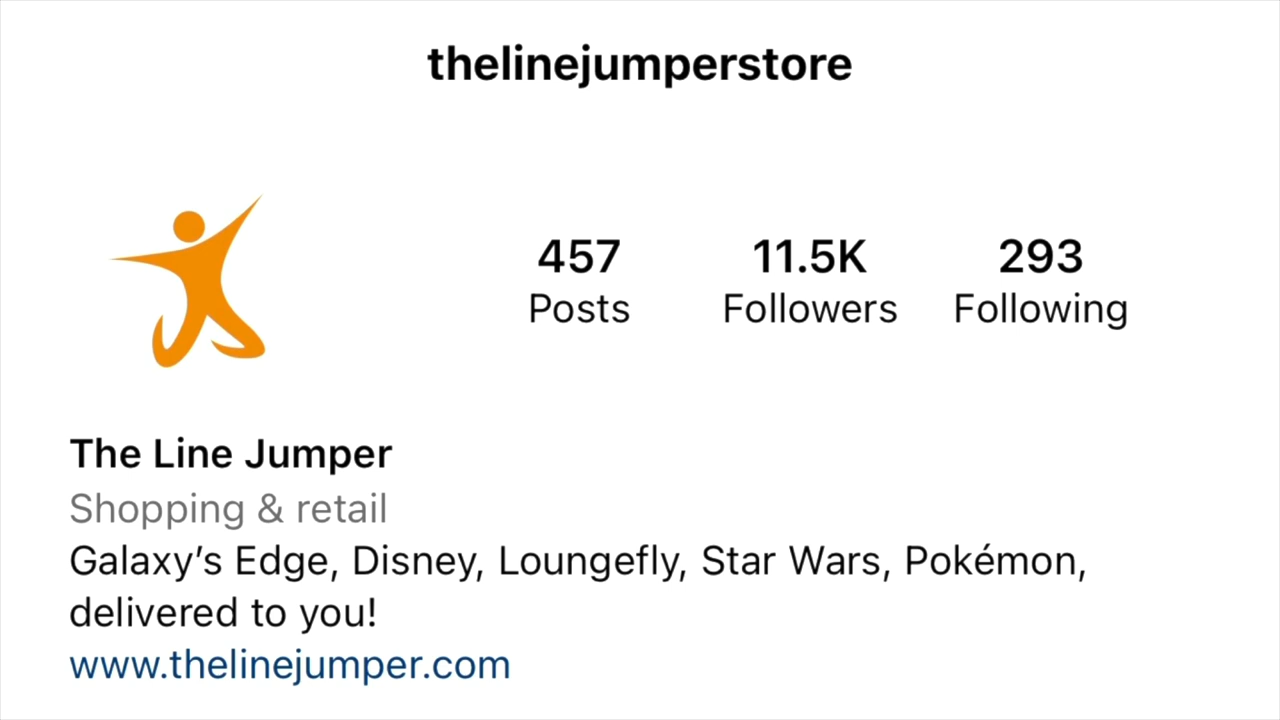 thelinejumperstore
457 11.5K 293
Posts Followers Following
The Line Jumper
Shopping & retail
Galaxy’s Edge, Disney, Loungefly, Star Wars, Pokémon,
delivered to you!
www.thelinejumper.com